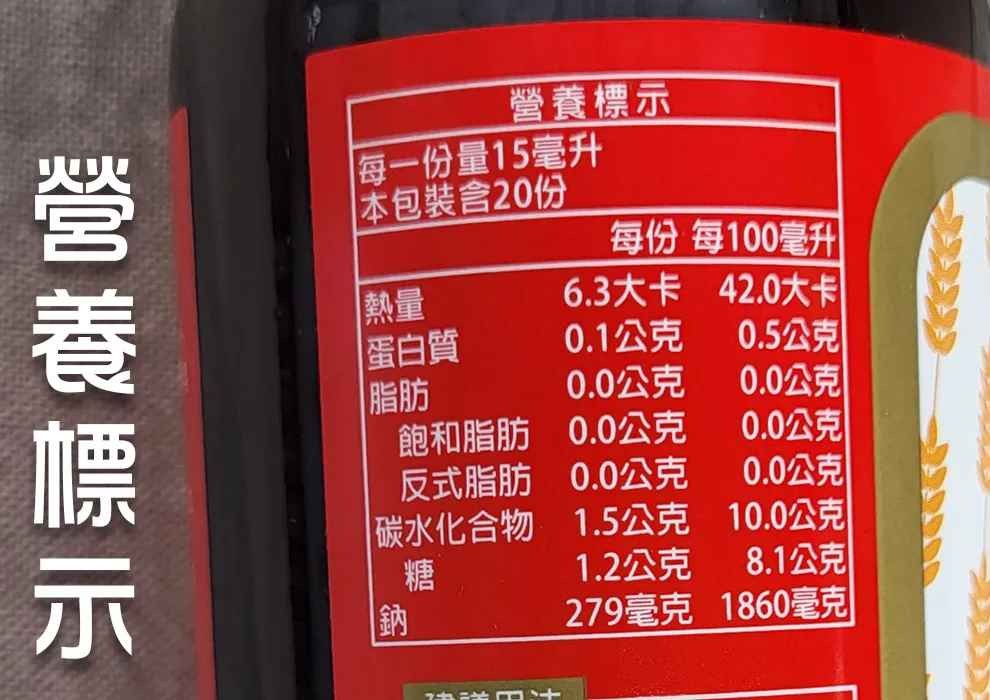 營養標示
營養標示
每一份量15毫升
本包裝含20份
每份 每100毫升
熱量 6.3大卡 42.0大卡
蛋白質 0.1公克 0.5公克
脂肪 0.0公克 0.0公克
飽和脂肪 0.0公克 0.0公克
反式脂肪 0.0公克 0.0公克
碳水化合物 1.5公克 10.0公克
糖 1.2公克 8.1公克
鈉 279毫克 1860毫克